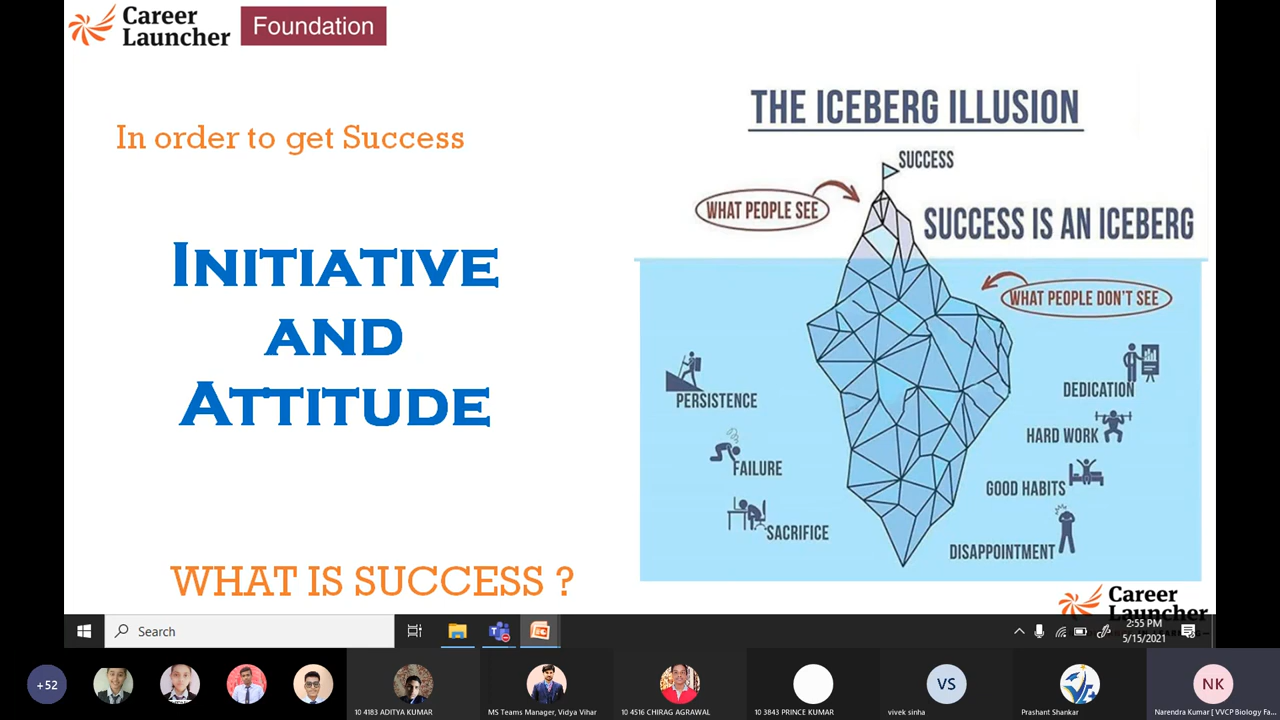 Career
Launcher
Foundation
In order to get Success
INITIATIVE
AND
ATTITUDE
WHAT IS SUCCESS ?
THE ICEBERG ILLUSION
SUCCESS
WHAT PEOPLE SEE
SUCCESS IS AN ICEBERG
WHAT PEOPLE DON'T SEE
PERSISTENCE
DEDICATION
HARD WORK
FAILURE
GOOD HABITS
SACRIFICE
DISAPPOINTMENT
Career
Launcher
Search
2:55 PM
5/15/2021
+52
10 4183 ADITYA KUMAR
MS Teams Manager, Vidya Vihar
10 4516 CHIRAG AGRAWAL
10 3843 PRINCE KUMAR
VS
vivek sinha
Prashant Shankar
NK
Narendra Kumar [ VVCP Biology Fa...